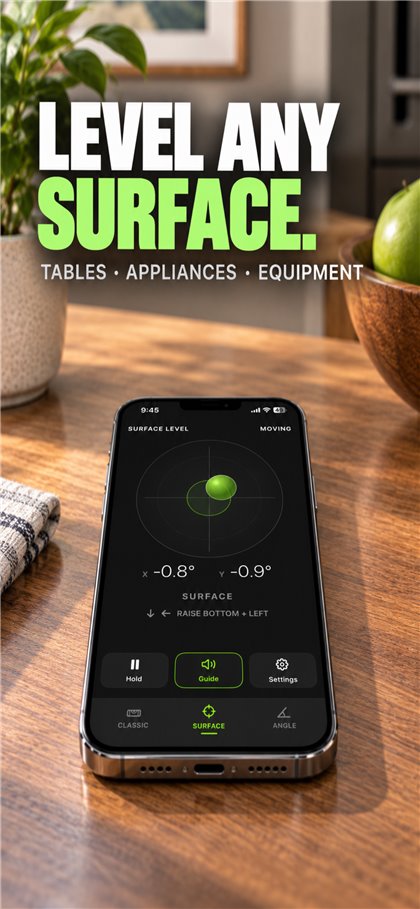 LEVEL ANY
SURFACE.
TABLES • APPLIANCES • EQUIPMENT
9:45
49
SURFACE LEVEL
MOVING
X -0.8°
Y -0.9°
SURFACE
↓ ← RAISE BOTTOM + LEFT
Hold
Guide
Settings
CLASSIC
SURFACE
ANGLE